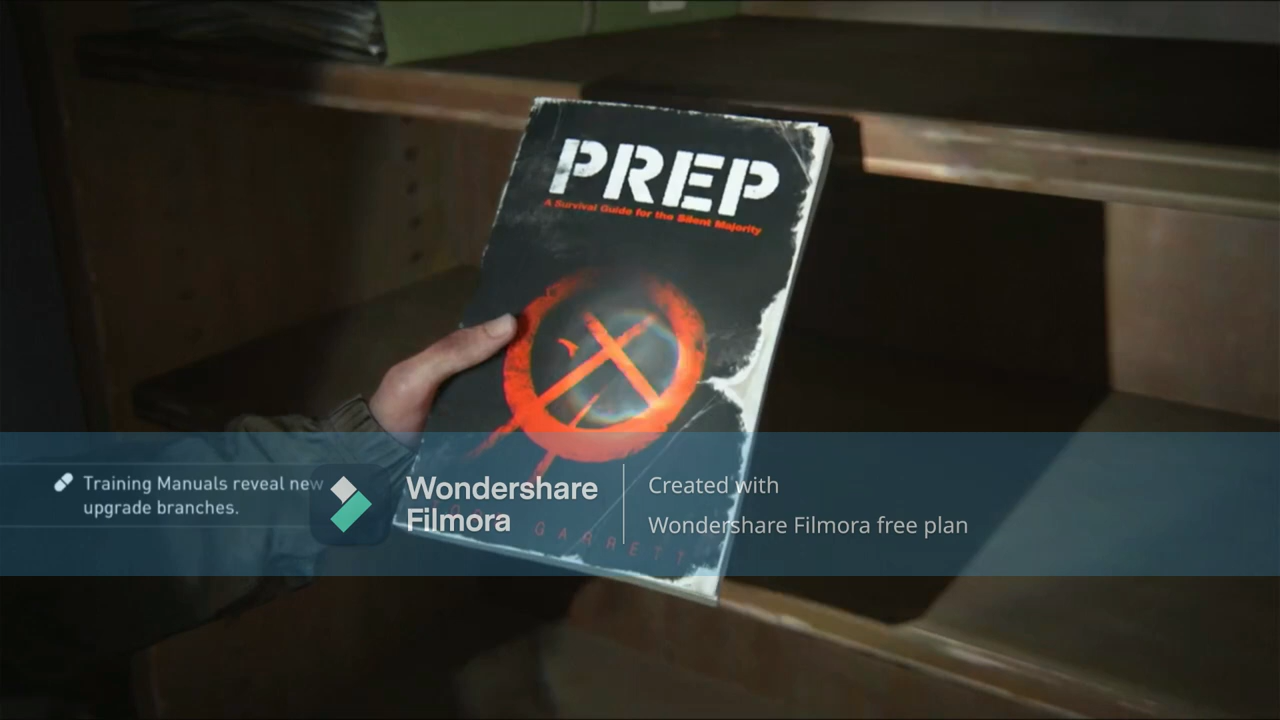 PREP
A Survival Guide for the Silent Majority
Training Manuals reveal new
upgrade branches.
Wondershare
Filmora
Created with
Wondershare Filmora free plan
GARRETT